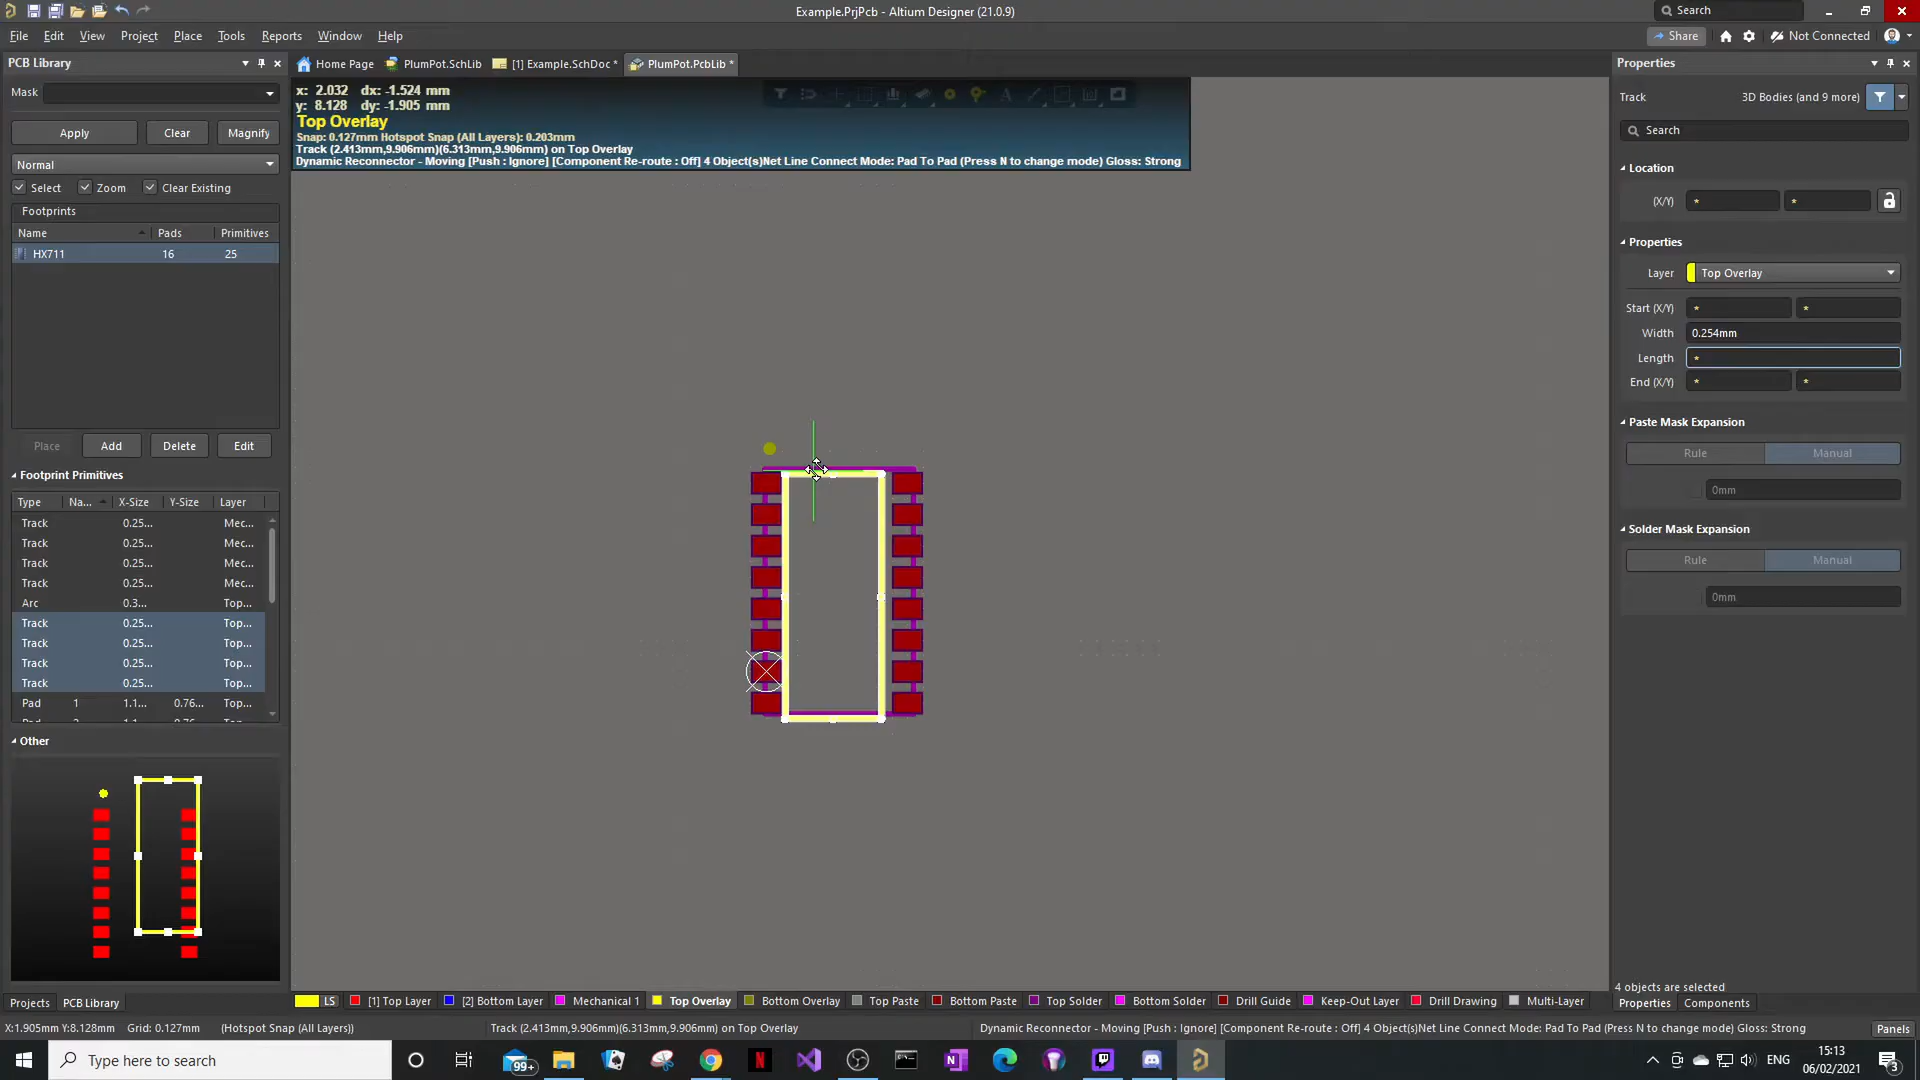 Example.PrjPcb - Altium Designer (21.0.9)
Search
File Edit View Project Place Tools Reports Window Help
Share
Not Connected
PCB Library
Home Page
PlumPot.SchLib
[1] Example.SchDoc *
PlumPot.PcbLib *
Properties
Mask
x: 2.032 dx: -1.524 mm
y: 8.128 dy: -1.905 mm
Top Overlay
Snap: 0.127mm Hotspot Snap (All Layers): 0.203mm
Track (2.413mm,9.906mm)(6.313mm,9.906mm) on Top Overlay
Dynamic Reconnector - Moving [Push : Ignore] [Component Re-route : Off] 4 Object(s)Net Line Connect Mode: Pad To Pad (Press N to change mode) Gloss: Strong
Track 3D Bodies (and 9 more)
Search
Apply Clear Magnify
Normal
Select Zoom Clear Existing
Footprints
Name Pads Primitives
HX711 16 25
Place Add Delete Edit
Footprint Primitives
Type Na... X-Size Y-Size Layer
Track 0.25... Mec...
Track 0.25... Mec...
Track 0.25... Mec...
Track 0.25... Mec...
Arc 0.3... Top...
Track 0.25... Top...
Track 0.25... Top...
Track 0.25... Top...
Track 0.25... Top...
Pad 1 1.1... 0.76... Top...
Other
Location
(X/Y) * *
Properties
Layer Top Overlay
Start (X/Y) * *
Width 0.254mm
Length *
End (X/Y) * *
Paste Mask Expansion
Rule Manual
0mm
Solder Mask Expansion
Rule Manual
0mm
4 objects are selected
Projects PCB Library
LS [1] Top Layer [2] Bottom Layer Mechanical 1 Top Overlay Bottom Overlay Top Paste Bottom Paste Top Solder Bottom Solder Drill Guide Keep-Out Layer Drill Drawing Multi-Layer
Properties Components
X:1.905mm Y:8.128mm Grid: 0.127mm (Hotspot Snap (All Layers)) Track (2.413mm,9.906mm)(6.313mm,9.906mm) on Top Overlay Dynamic Reconnector - Moving [Push : Ignore] [Component Re-route : Off] 4 Object(s)Net Line Connect Mode: Pad To Pad (Press N to change mode) Gloss: Strong Panels
Type here to search
99+
ENG
15:13
06/02/2021
3